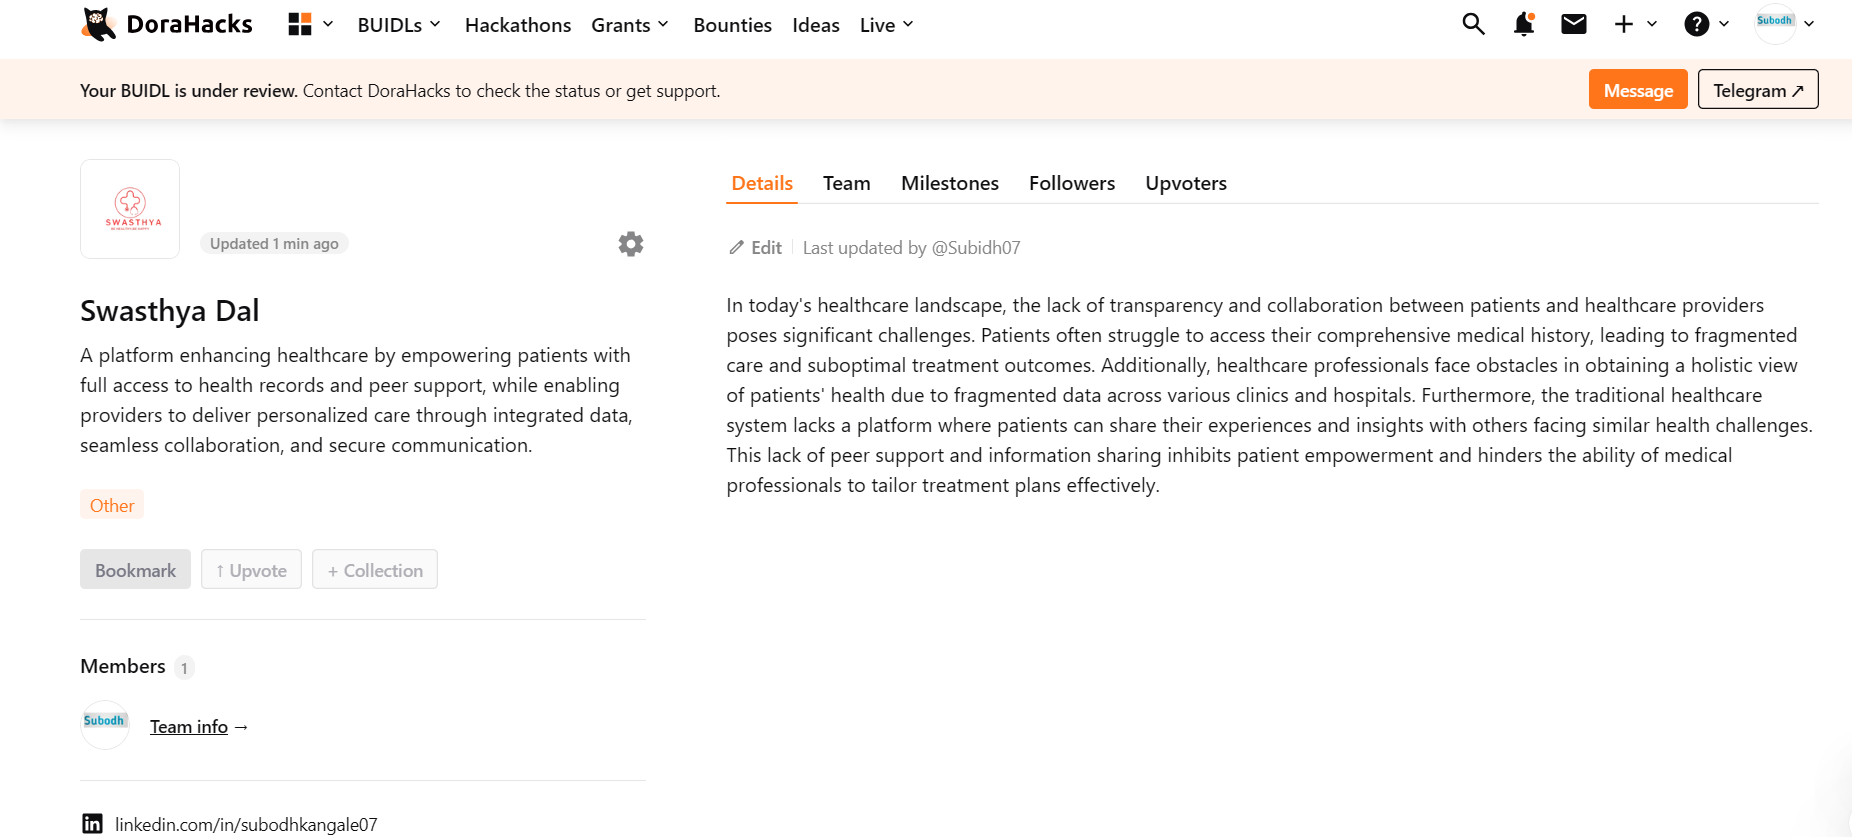 DoraHacks
BUIDLs
Hackathons
Grants
Bounties
Ideas
Live
Subodh
Your BUIDL is under review. Contact DoraHacks to check the status or get support.
Message
Telegram ↗
SWASTHYA
Updated 1 min ago
Swasthya Dal
A platform enhancing healthcare by empowering patients with
full access to health records and peer support, while enabling
providers to deliver personalized care through integrated data,
seamless collaboration, and secure communication.
Other
Bookmark
↑ Upvote
+ Collection
Members 1
Subodh
Team info →
linkedin.com/in/subodhkangale07
Details
Team
Milestones
Followers
Upvoters
Edit
Last updated by @Subidh07
In today's healthcare landscape, the lack of transparency and collaboration between patients and healthcare providers
poses significant challenges. Patients often struggle to access their comprehensive medical history, leading to fragmented
care and suboptimal treatment outcomes. Additionally, healthcare professionals face obstacles in obtaining a holistic view
of patients' health due to fragmented data across various clinics and hospitals. Furthermore, the traditional healthcare
system lacks a platform where patients can share their experiences and insights with others facing similar health challenges.
This lack of peer support and information sharing inhibits patient empowerment and hinders the ability of medical
professionals to tailor treatment plans effectively.